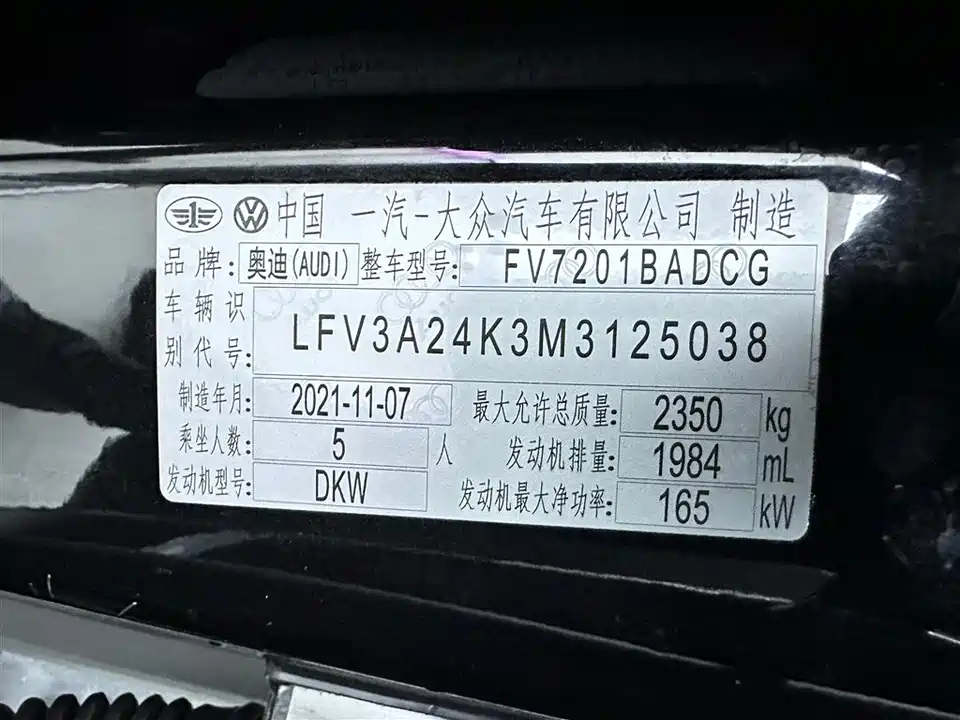 中国 一汽-大众汽车有限公司 制造
品牌: 奥迪(AUDI) 整车型号: FV7201BADCG
车辆识
别代号: LFV3A24K3M3125038
制造年月: 2021-11-07 最大允许总质量: 2350 kg
乘坐人数: 5 人 发动机排量: 1984 mL
发动机型号: DKW 发动机最大净功率: 165 kW